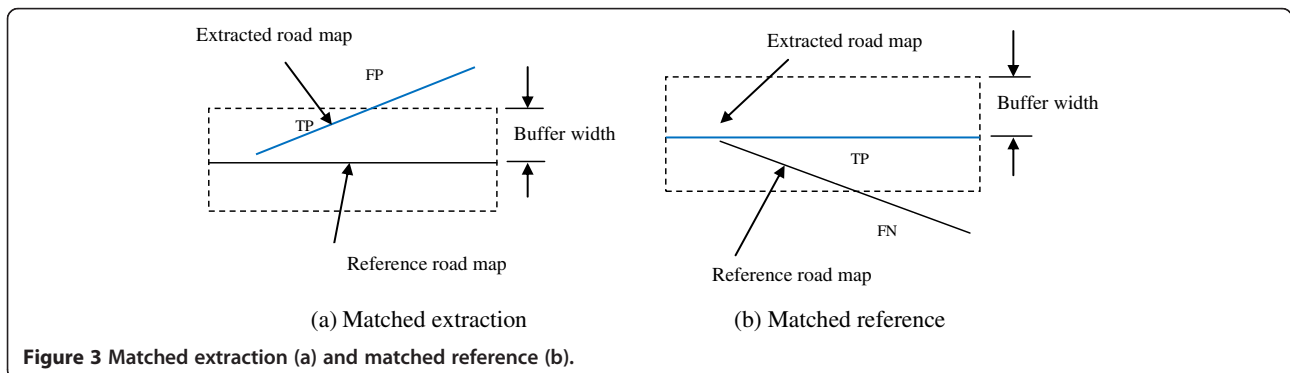 Extracted road map
FP
TP
Buffer width
Reference road map
(a) Matched extraction
Extracted road map
Buffer width
TP
FN
Reference road map
(b) Matched reference
Figure 3 Matched extraction (a) and matched reference (b).